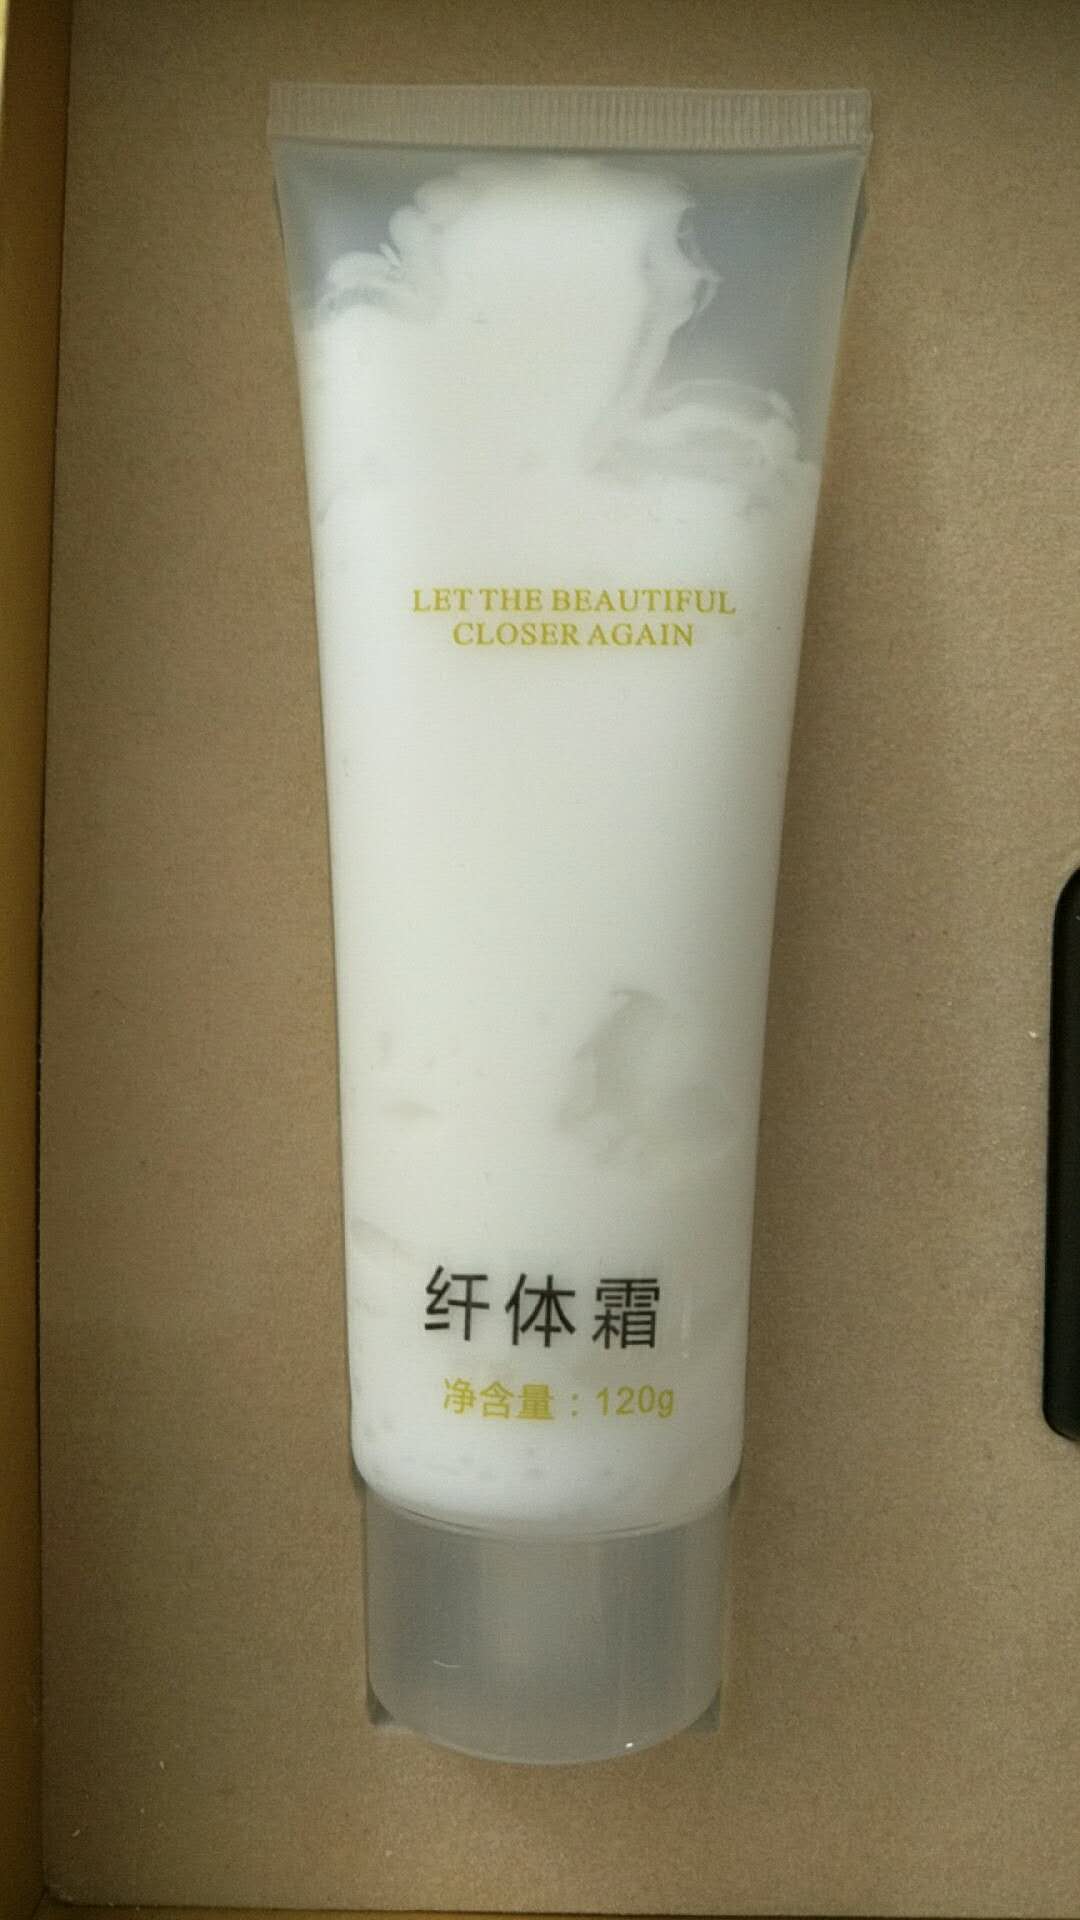 LET THE BEAUTIFUL
CLOSER AGAIN
纤体霜
净含量：120g